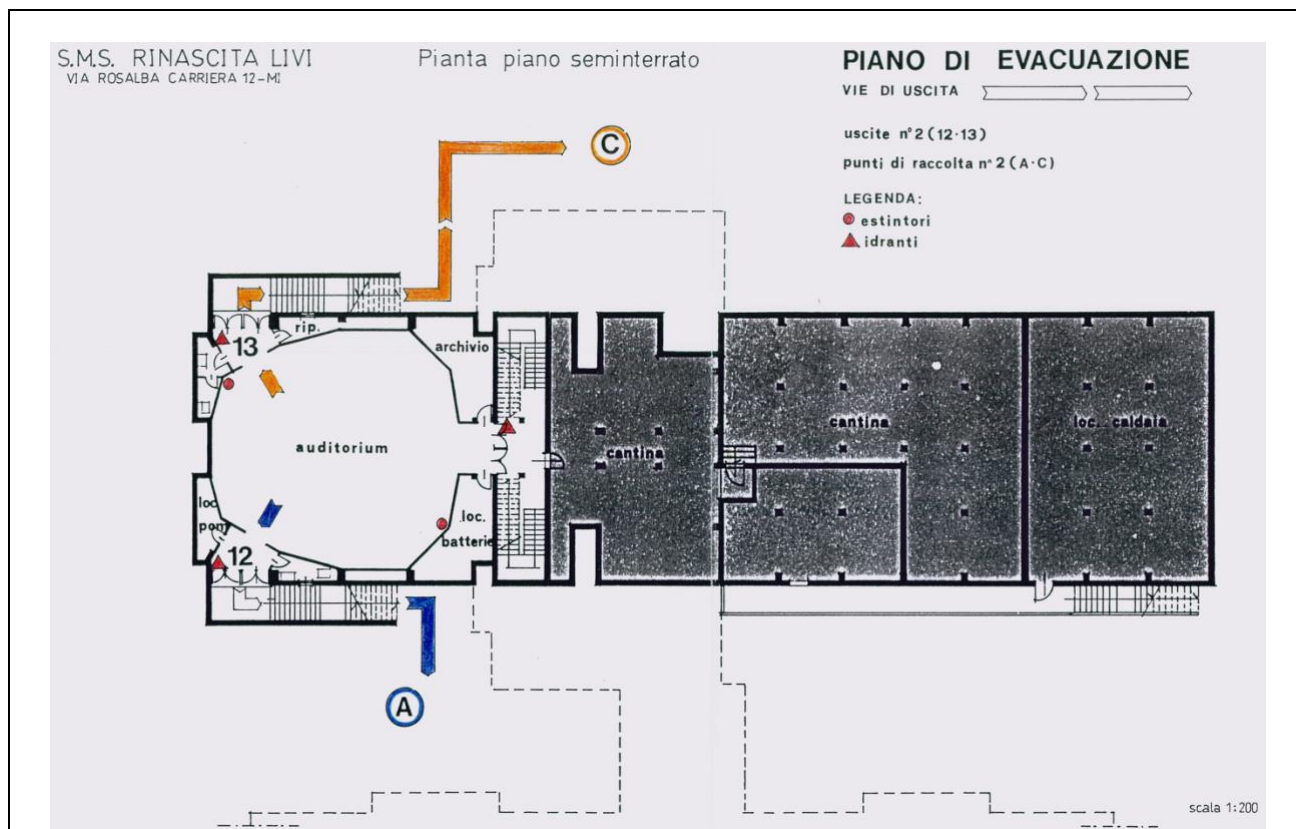 S.M.S. RINASCITA LIVI
VIA ROSALBA CARRIERA 12-MI
Pianta piano seminterrato
PIANO DI EVACUAZIONE
VIE DI USCITA
uscite n° 2 (12·13)
punti di raccolta n° 2 (A·C)
LEGENDA:
estintori
idranti
C
rip.
13
archivio
auditorium
cantina
cantina
loc. caldaia
loc.
pom
12
loc.
batterie
A
scala 1:200